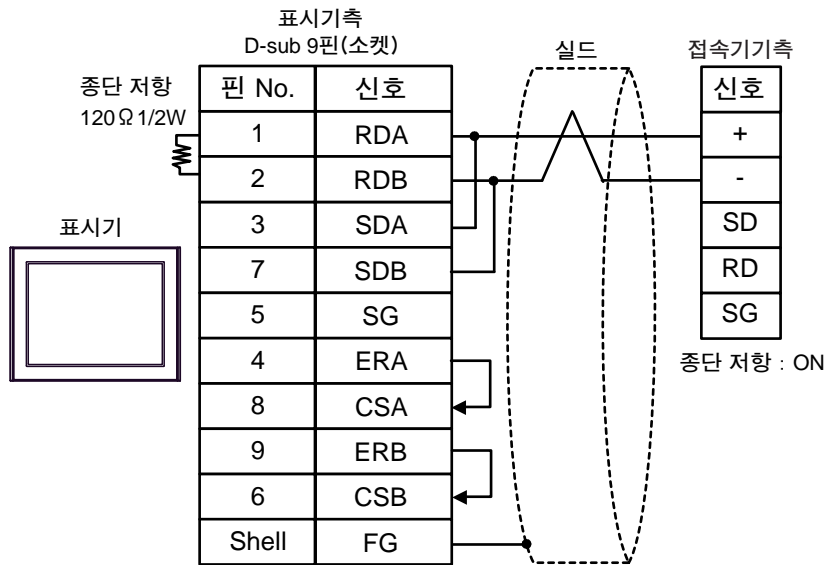 표시기측
D-sub 9핀(소켓)
실드
접속기기측
종단 저항
120Ω 1/2W
핀 No. 신호
신호
1 RDA
+
2 RDB
-
3 SDA
SD
7 SDB
RD
5 SG
SG
4 ERA
8 CSA
9 ERB
6 CSB
Shell FG
표시기
종단 저항 : ON